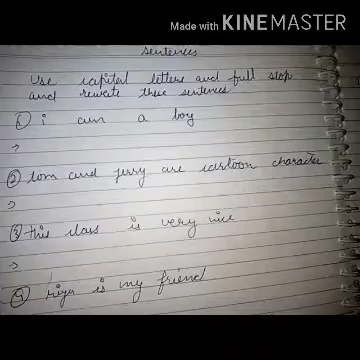 Made with KINEMASTER
Sentences
Use capital letters and full stop
and rewrite these sentences
① i am a boy
→
② tom and jerry are cartoon character
→
③ this class is very nice
→
④ riya is my friend